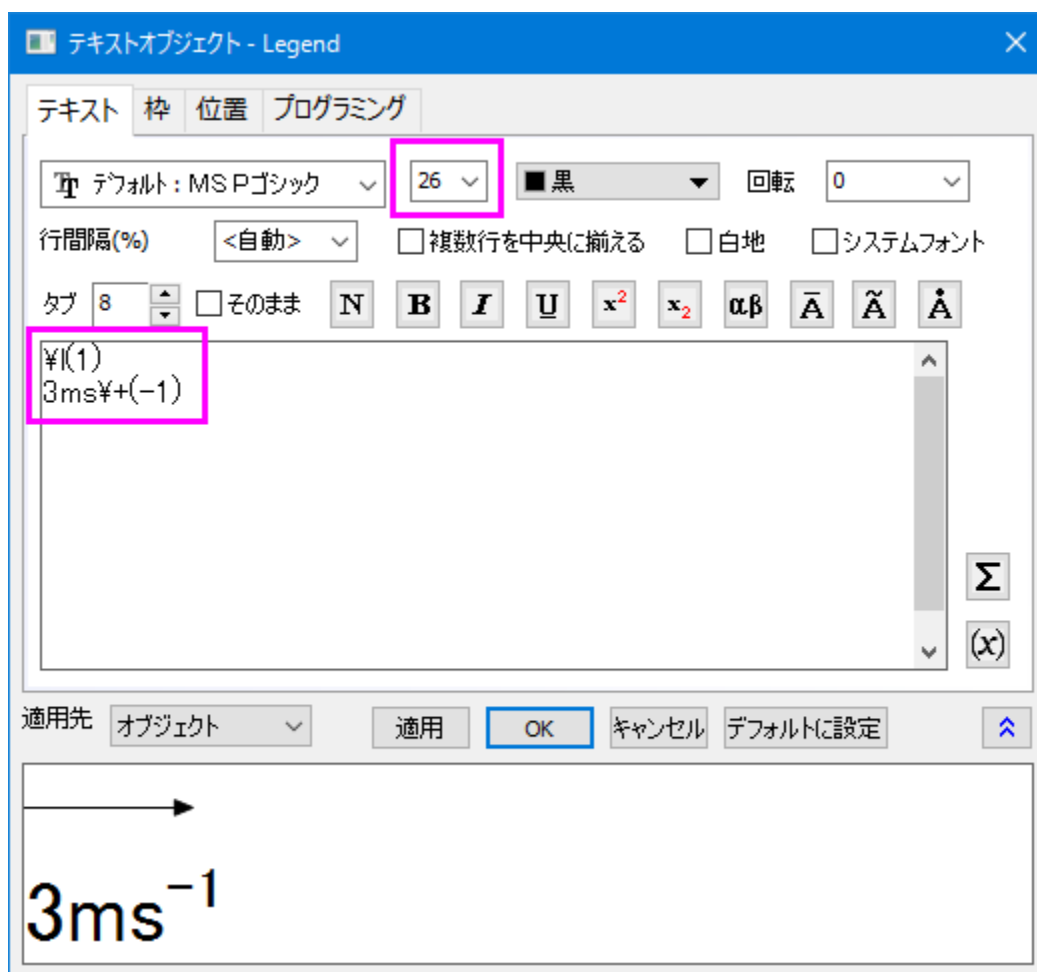 テキストオブジェクト - Legend
テキスト 枠 位置 プログラミング
デフォルト : MS Pゴシック 26 黒 回転 0
行間隔(%) <自動> 複数行を中央に揃える 白地 システムフォント
タブ 8 そのまま N B I U x² x₂ αβ Ā Ã Å
¥l(1)
3ms¥+(-1)
Σ
(x)
適用先 オブジェクト 適用 OK キャンセル デフォルトに設定
3ms⁻¹